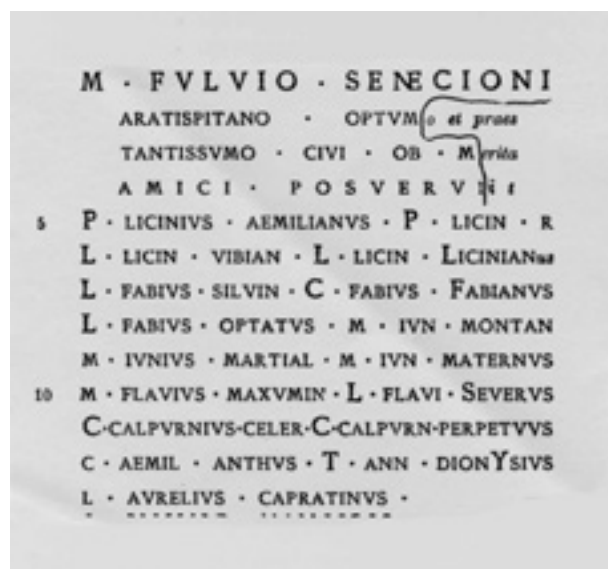 M · FVLVIO · SENECIONI
ARATISPITANO · OPTVMo et praes
TANTISSVMO · CIVI · OB · Merita
AMICI · POSVERVNt
5 P · LICINIVS · AEMILIANVS · P · LICIN · R
L · LICIN · VIBIAN · L · LICIN · LICINIANus
L · FABIVS · SILVIN · C · FABIVS · FABIANVS
L · FABIVS · OPTATVS · M · IVN · MONTAN
M · IVNIVS · MARTIAL · M · IVN · MATERNVS
10 M · FLAVIVS · MAXVMIN · L · FLAVI · SEVERVS
C·CALPVRNIVS·CELER·C·CALPVRN·PERPETVVS
C · AEMIL · ANTHVS · T · ANN · DIONYSIVS
L · AVRELIVS · CAPRATINVS ·